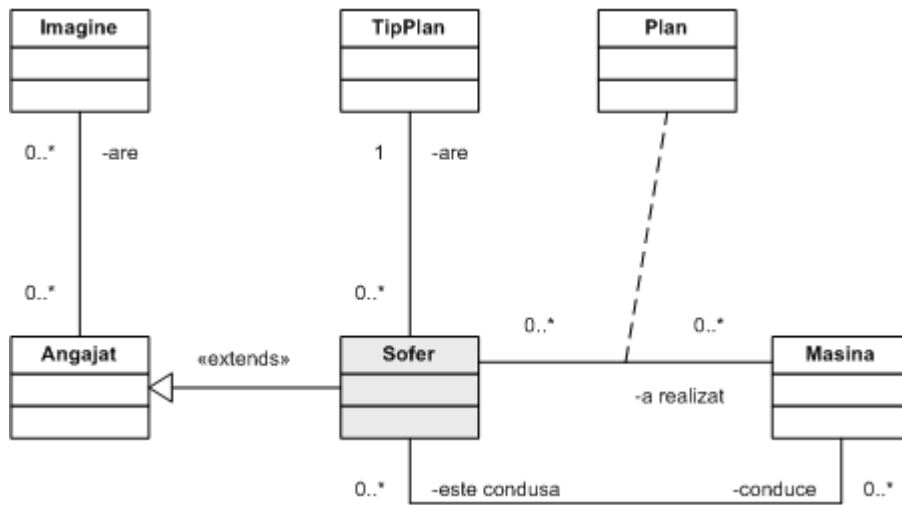 Imagine
TipPlan
Plan
0..*
-are
1
-are
0..*
0..*
0..*
0..*
Angajat
«extends»
Sofer
Masina
-a realizat
0..*
-este condusa
-conduce
0..*